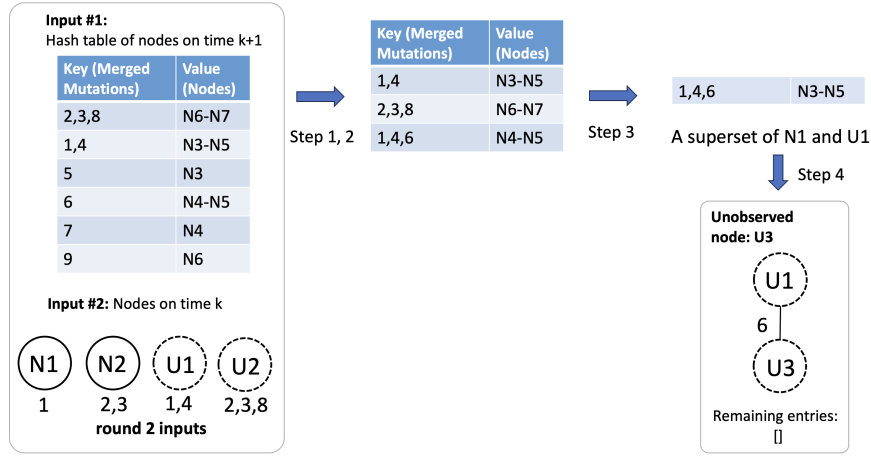 Input #1:
Hash table of nodes on time k+1
Key (Merged Mutations) Value (Nodes)
2,3,8 N6-N7
1,4 N3-N5
5 N3
6 N4-N5
7 N4
9 N6
Input #2: Nodes on time k
N1 N2 U1 U2
1 2,3 1,4 2,3,8
round 2 inputs
Step 1, 2
Key (Merged Mutations) Value (Nodes)
1,4 N3-N5
2,3,8 N6-N7
1,4,6 N4-N5
Step 3
1,4,6 N3-N5
A superset of N1 and U1
Step 4
Unobserved
node: U3
U1
6
U3
Remaining entries:
[]